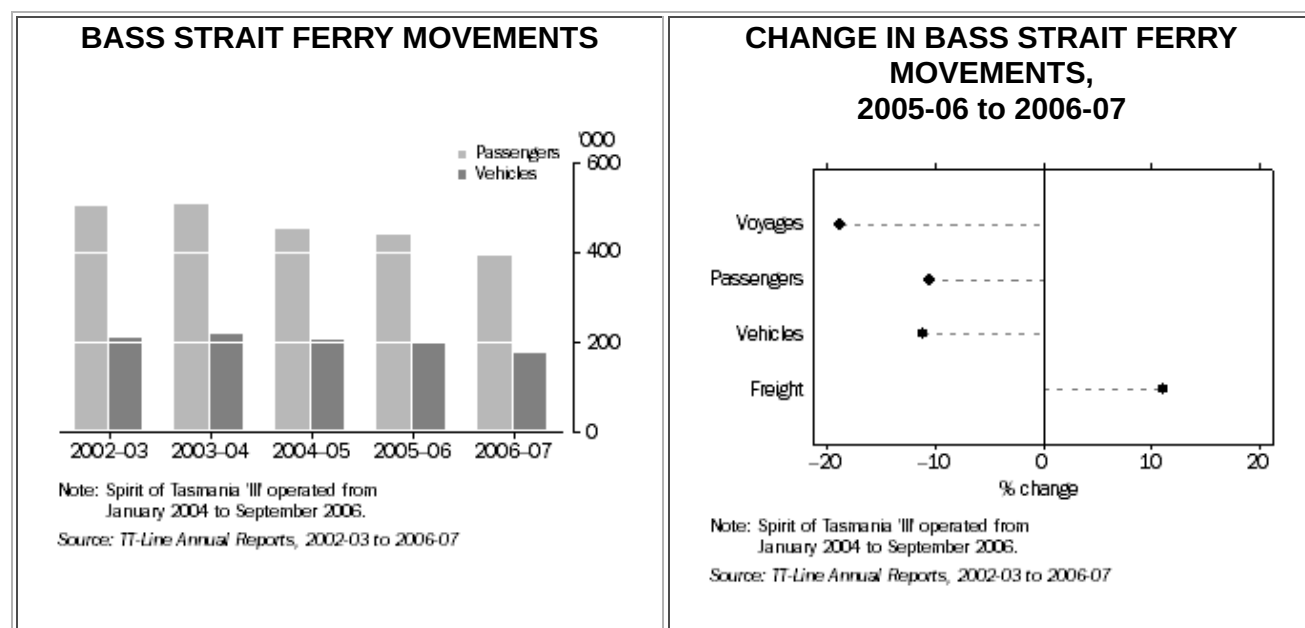 BASS STRAIT FERRY MOVEMENTS
'000
Passengers
Vehicles
600
400
200
0
2002–03 2003–04 2004–05 2005–06 2006–07
Note: Spirit of Tasmania 'III' operated from
January 2004 to September 2006.
Source: TT-Line Annual Reports, 2002-03 to 2006-07
CHANGE IN BASS STRAIT FERRY
MOVEMENTS,
2005-06 to 2006-07
Voyages
Passengers
Vehicles
Freight
–20 –10 0 10 20
% change
Note: Spirit of Tasmania 'III' operated from
January 2004 to September 2006.
Source: TT-Line Annual Reports, 2002-03 to 2006-07